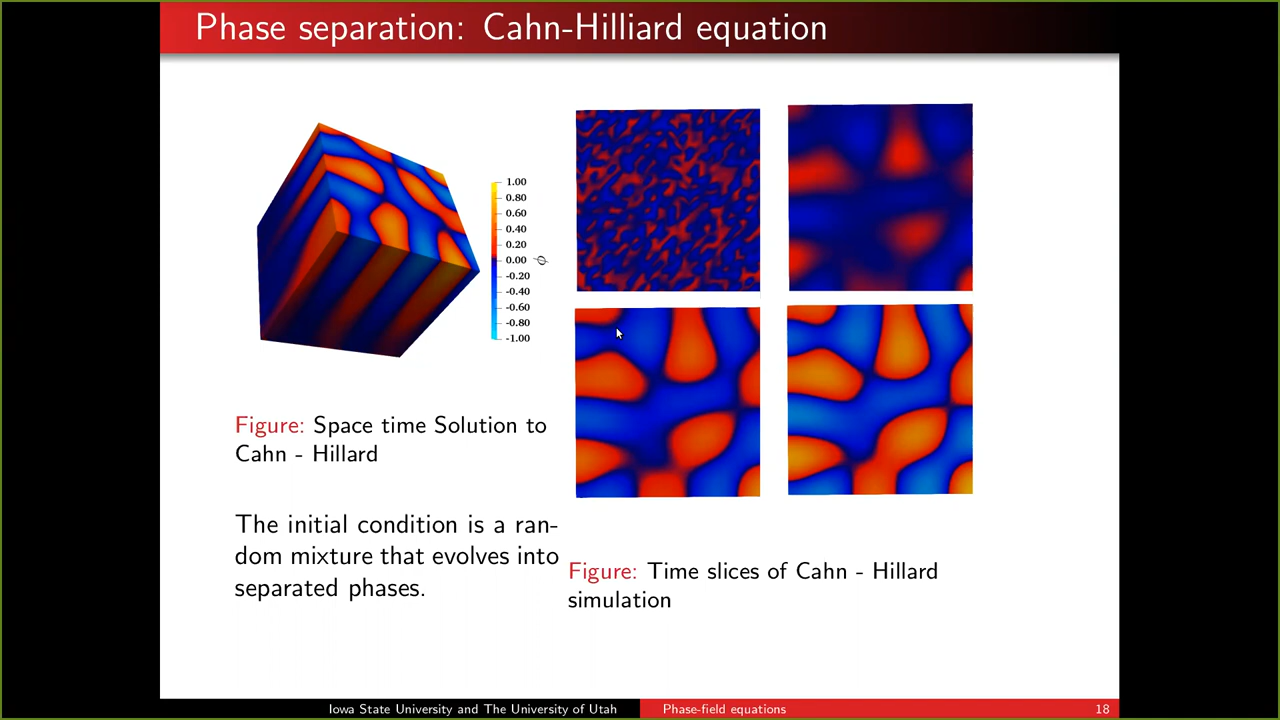 Phase separation: Cahn-Hilliard equation
1.00
0.80
0.60
0.40
0.20
0.00
-0.20
-0.40
-0.60
-0.80
-1.00
ϕ
Figure: Space time Solution to
Cahn - Hillard
The initial condition is a ran-
dom mixture that evolves into
separated phases.
Figure: Time slices of Cahn - Hillard
simulation
Iowa State University and The University of Utah
Phase-field equations
18